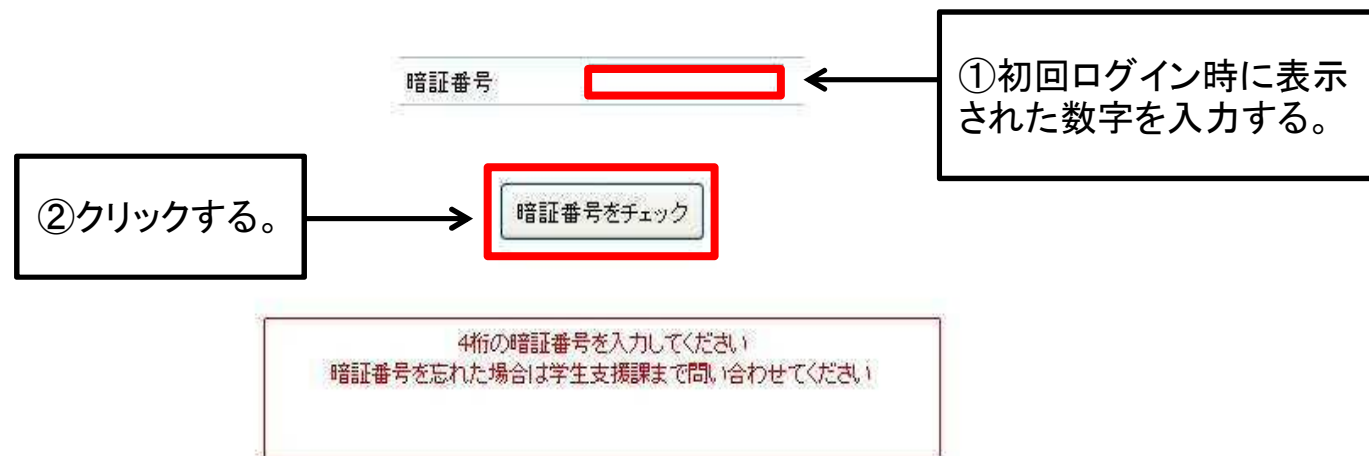 暗証番号
①初回ログイン時に表示
された数字を入力する。
②クリックする。
暗証番号をチェック
4桁の暗証番号を入力してください
暗証番号を忘れた場合は学生支援課まで問い合わせてください